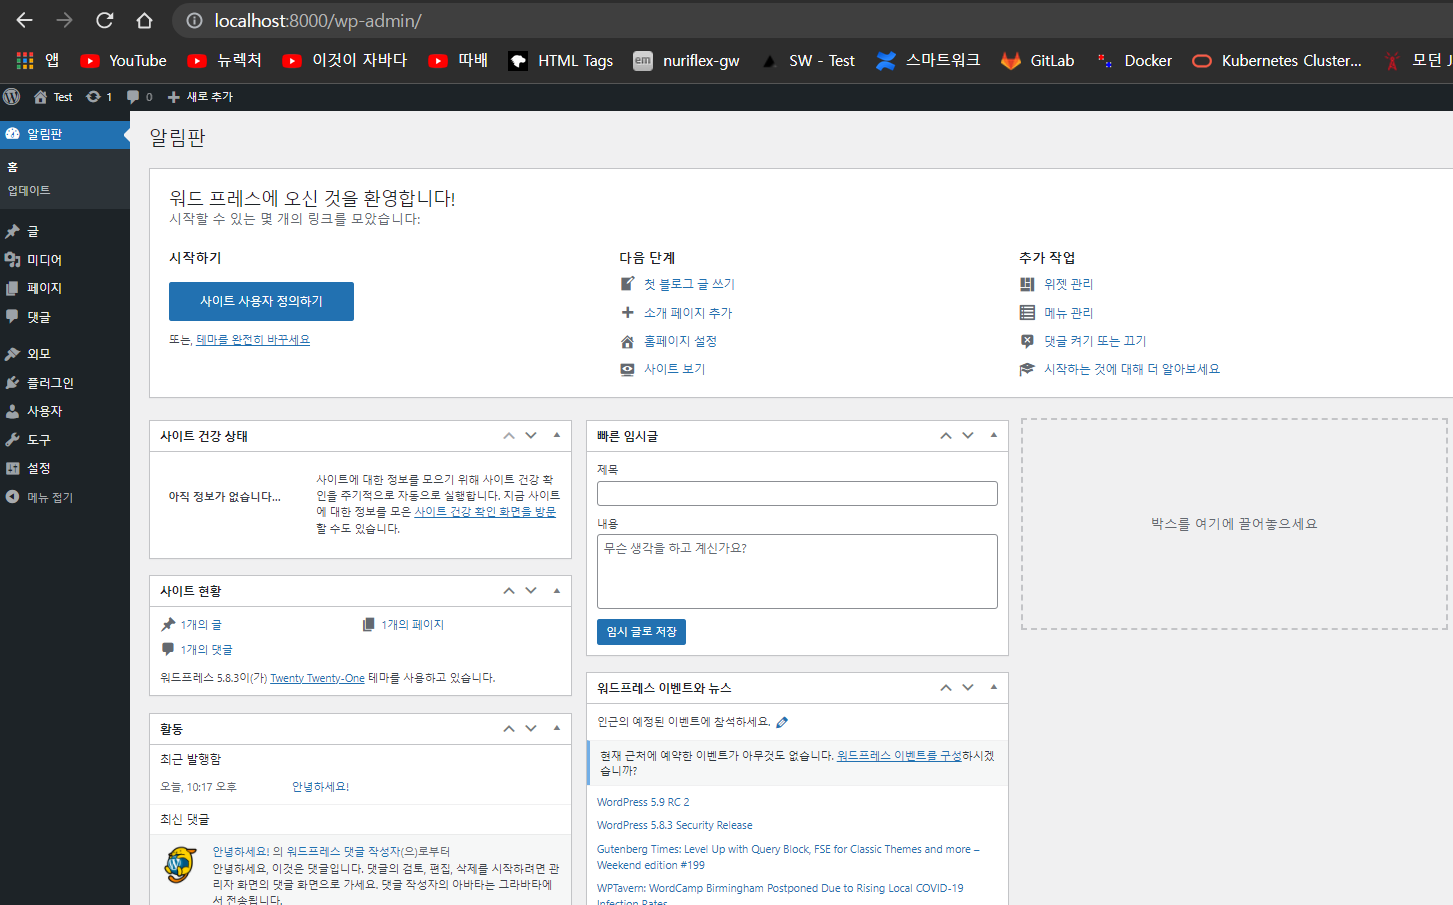 localhost:8000/wp-admin/
앱 YouTube 뉴렉처 이것이 자바다 따배 HTML Tags em nuriflex-gw SW - Test 스마트워크 GitLab Docker Kubernetes Cluster... 모던 J
Test 1 0 새로 추가
알림판
홈
업데이트
글
미디어
페이지
댓글
외모
플러그인
사용자
도구
설정
메뉴 접기
알림판
워드 프레스에 오신 것을 환영합니다!
시작할 수 있는 몇 개의 링크를 모았습니다:
시작하기
사이트 사용자 정의하기
또는, 테마를 완전히 바꾸세요
다음 단계
첫 블로그 글 쓰기
소개 페이지 추가
홈페이지 설정
사이트 보기
추가 작업
위젯 관리
메뉴 관리
댓글 켜기 또는 끄기
시작하는 것에 대해 더 알아보세요
사이트 건강 상태
아직 정보가 없습니다...
사이트에 대한 정보를 모으기 위해 사이트 건강 확
인을 주기적으로 자동으로 실행합니다. 지금 사이트
에 대한 정보를 모은 사이트 건강 확인 화면을 방문
할 수도 있습니다.
사이트 현황
1개의 글 1개의 페이지
1개의 댓글
워드프레스 5.8.3이(가) Twenty Twenty-One 테마를 사용하고 있습니다.
활동
최근 발행함
오늘, 10:17 오후 안녕하세요!
최신 댓글
안녕하세요! 의 워드프레스 댓글 작성자(으)로부터
안녕하세요, 이것은 댓글입니다. 댓글의 검토, 편집, 삭제를 시작하려면 관
리자 화면의 댓글 화면으로 가세요. 댓글 작성자의 아바타는 그라바타에
서 전송됩니다.
빠른 임시글
제목
내용
무슨 생각을 하고 계신가요?
임시 글로 저장
워드프레스 이벤트와 뉴스
인근의 예정된 이벤트에 참석하세요.
현재 근처에 예약한 이벤트가 아무것도 없습니다. 워드프레스 이벤트를 구성하시겠
습니까?
WordPress 5.9 RC 2
WordPress 5.8.3 Security Release
Gutenberg Times: Level Up with Query Block, FSE for Classic Themes and more –
Weekend edition #199
WPTavern: WordCamp Birmingham Postponed Due to Rising Local COVID-19
Infection Rates
박스를 여기에 끌어놓으세요